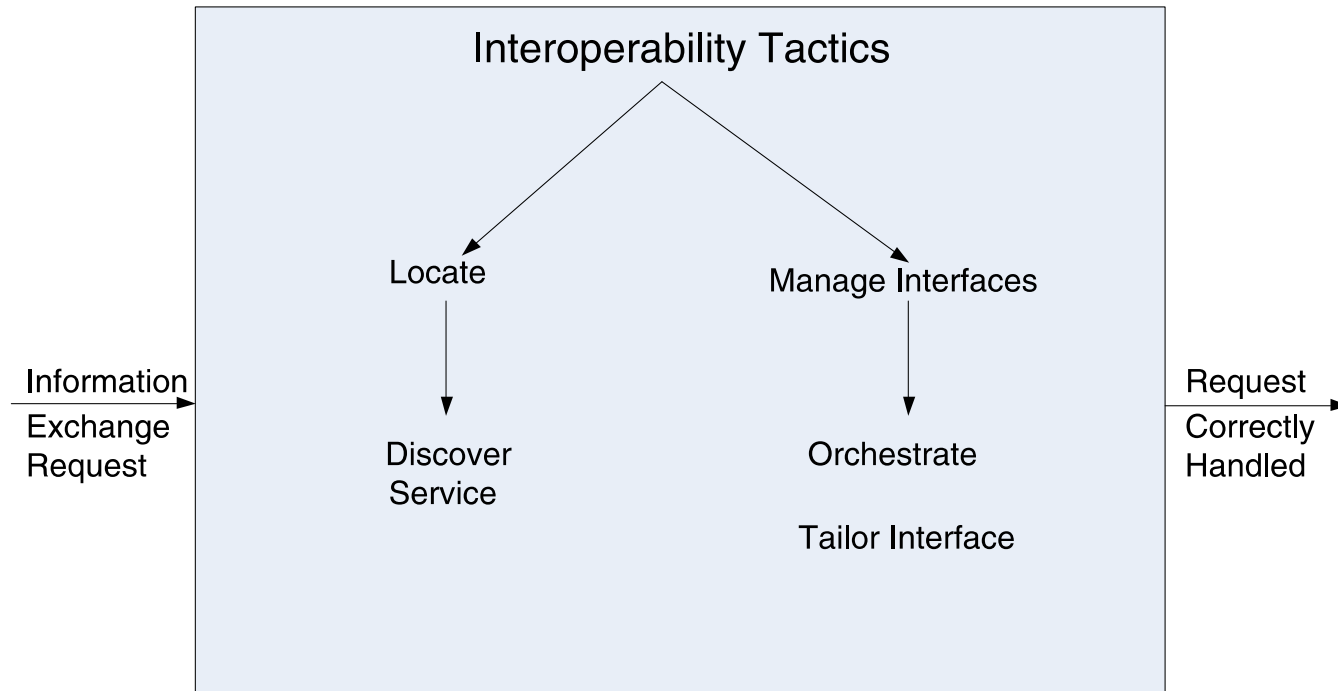 Interoperability Tactics
Locate
Manage Interfaces
Information
Exchange
Request
Discover
Service
Orchestrate
Tailor Interface
Request
Correctly
Handled